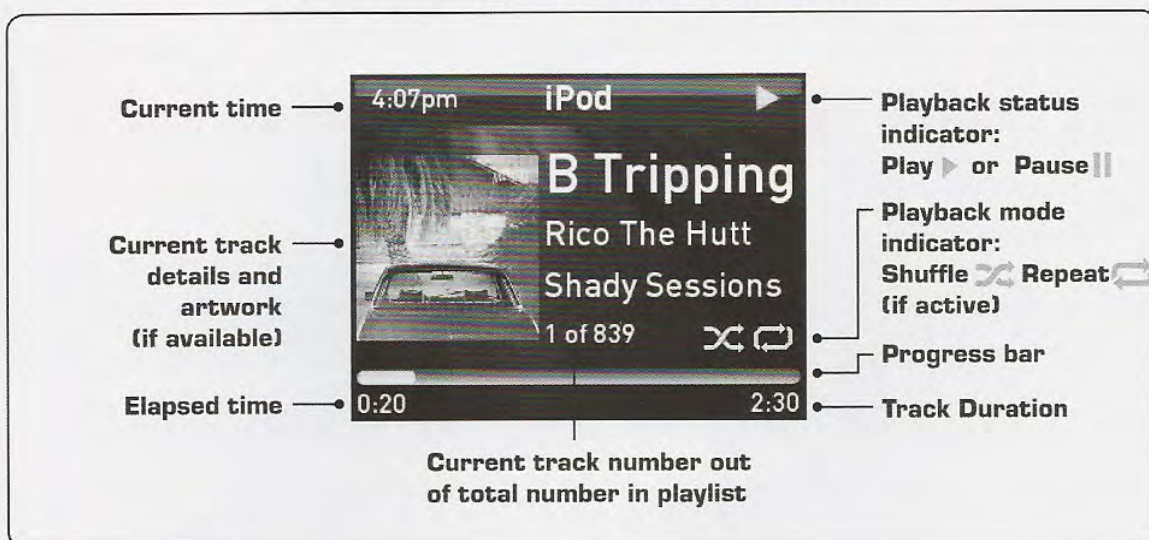 Current time
4:07pm iPod
Playback status
indicator:
Play or Pause
B Tripping
Rico The Hutt
Shady Sessions
Current track
details and
artwork
(if available)
Playback mode
indicator:
Shuffle Repeat
(if active)
1 of 839
Progress bar
Elapsed time
0:20 2:30
Track Duration
Current track number out
of total number in playlist